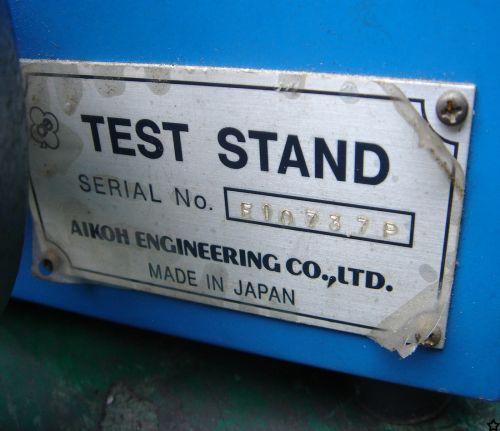 TEST STAND
SERIAL No.
AIKOH ENGINEERING CO.,LTD.
MADE IN JAPAN